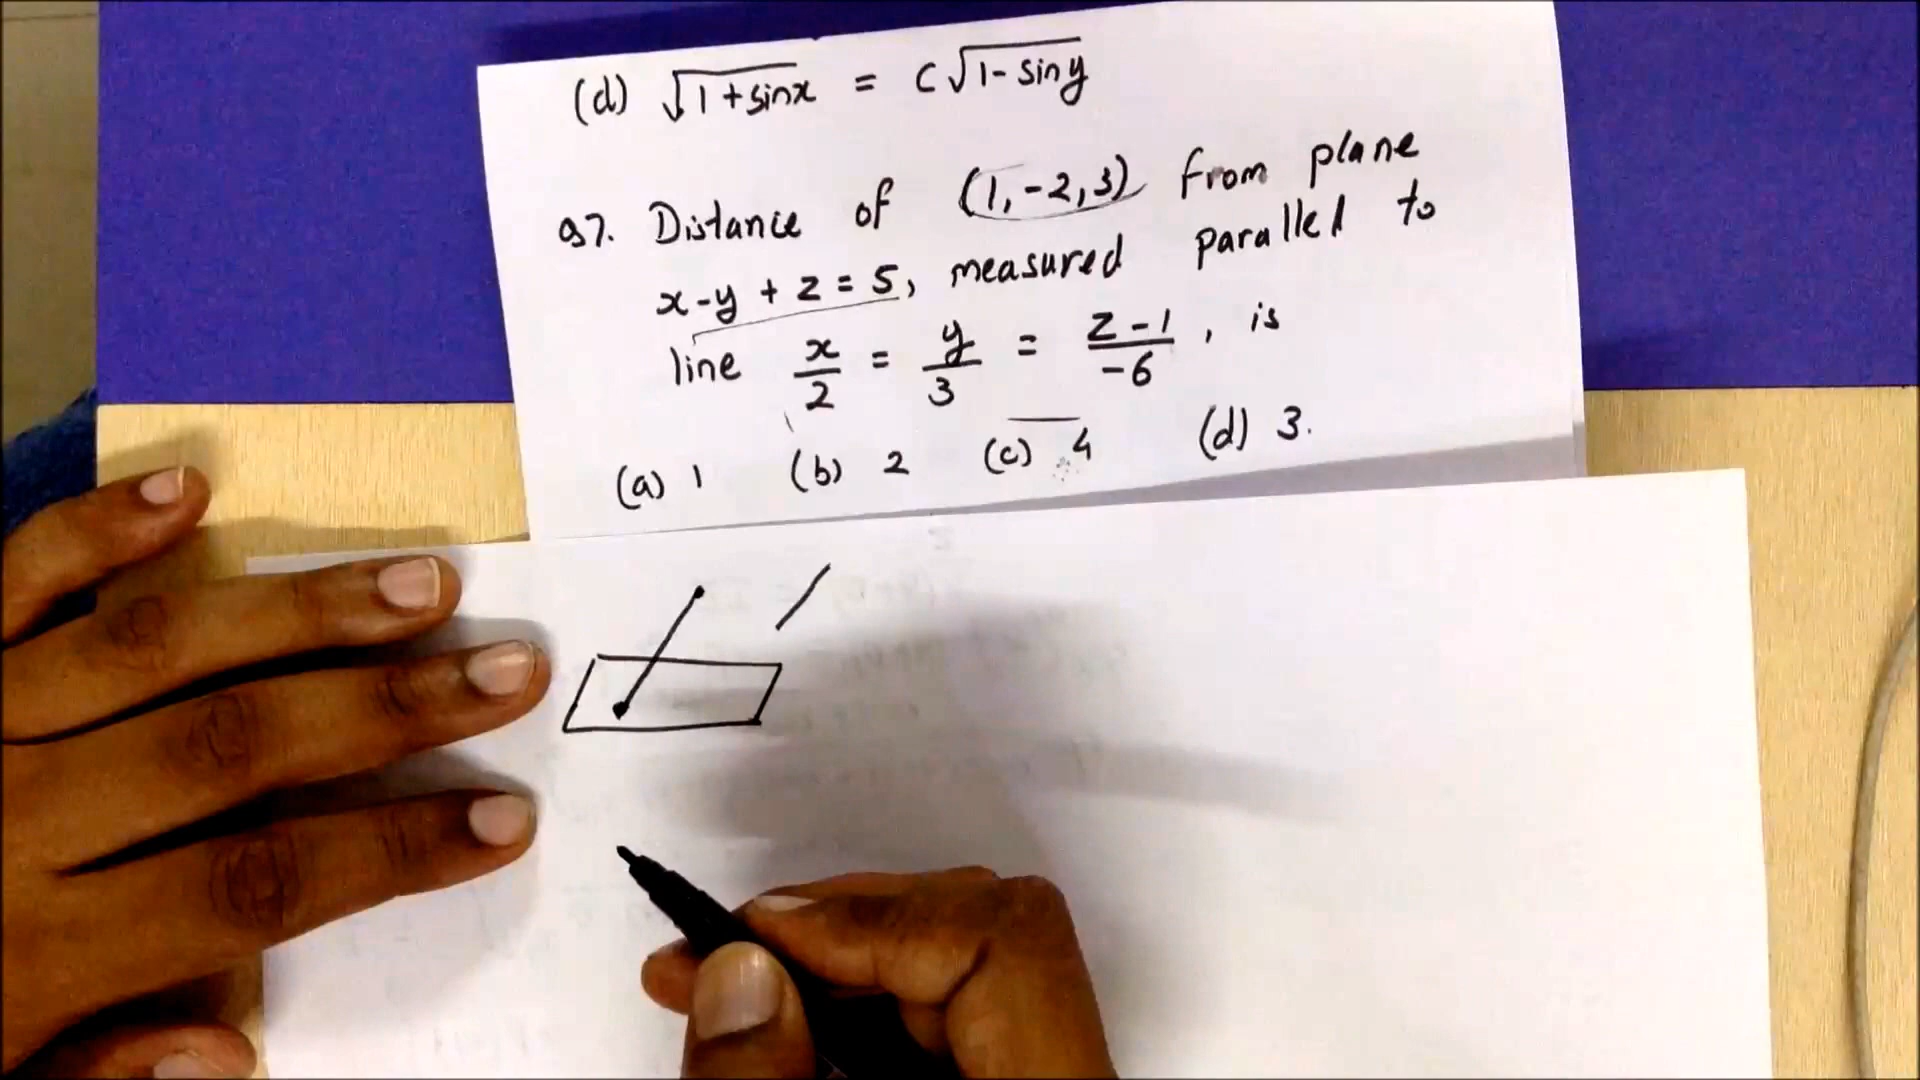 (d) √1+sinx = C√1-siny
Q7. Distance of (1,-2,3) from plane
x-y+z=5, measured parallel to
line x/2 = y/3 = z-1/-6, is
(a) 1 (b) 2 (c) 4 (d) 3.